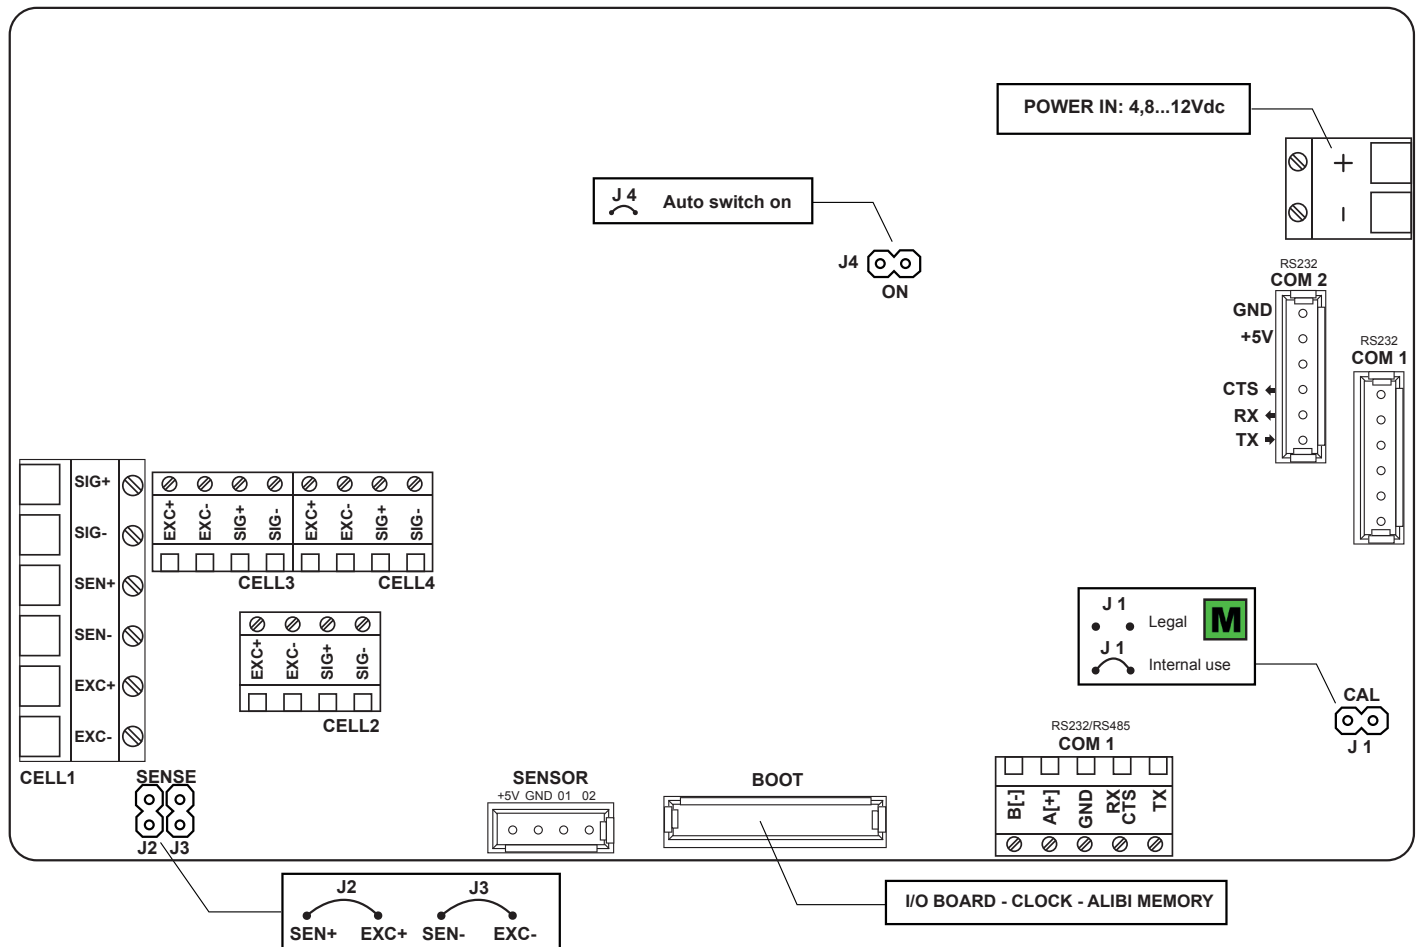 POWER IN: 4,8...12Vdc
+
–
J 4 Auto switch on
J4
ON
RS232
COM 2
GND
+5V
CTS
RX
TX
RS232
COM 1
SIG+
SIG-
SEN+
SEN-
EXC+
EXC-
CELL1
EXC+ EXC- SIG+ SIG- EXC+ EXC- SIG+ SIG-
CELL3 CELL4
EXC+ EXC- SIG+ SIG-
CELL2
J 1 Legal M
J 1 Internal use
CAL
J 1
RS232/RS485
COM 1
B[-] A[+] GND RX CTS TX
SENSE
J2 J3
SENSOR
+5V GND 01 02
BOOT
I/O BOARD - CLOCK - ALIBI MEMORY
J2 J3
SEN+ EXC+ SEN- EXC-